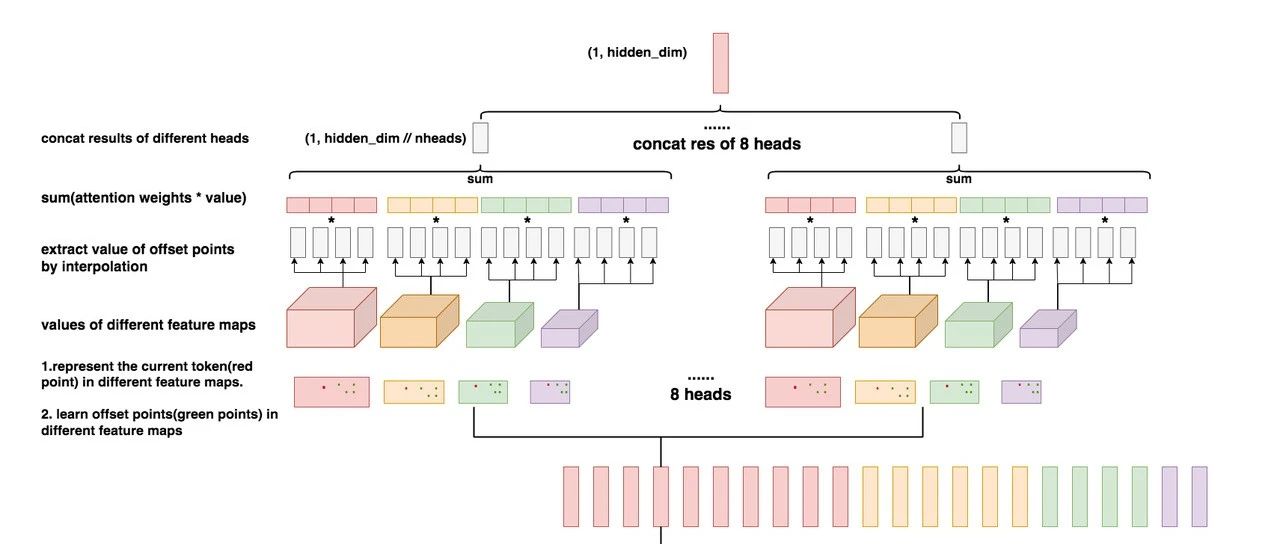 (1, hidden_dim)
concat results of different heads
(1, hidden_dim // nheads)
......
concat res of 8 heads
sum
sum
sum(attention weights * value)
* * * * * * * *
extract value of offset points
by interpolation
values of different feature maps
1.represent the current token(red
point) in different feature maps.
......
8 heads
2. learn offset points(green points) in
different feature maps